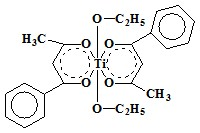 O–C₂H₅
H₃C O O
Ti
O O CH₃
O–C₂H₅